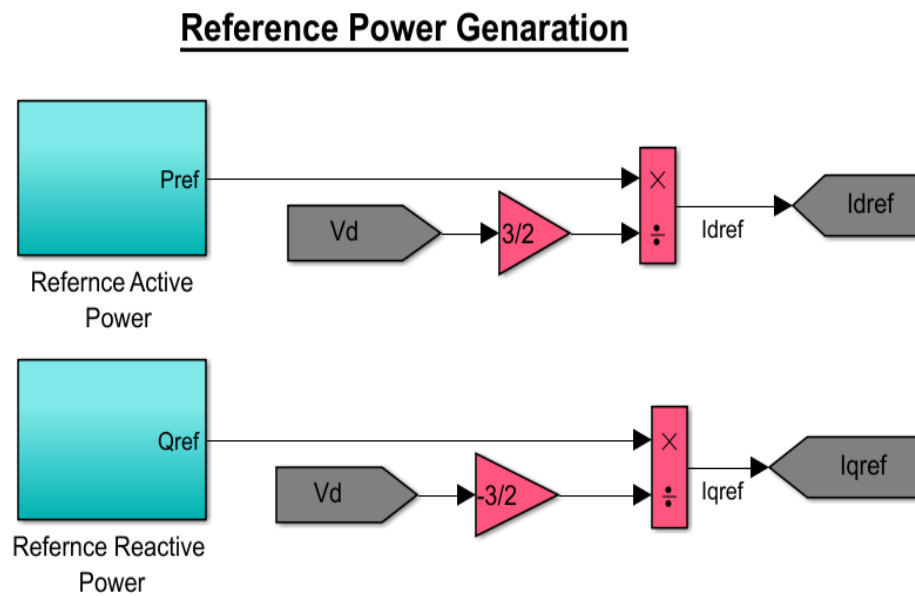 Reference Power Genaration
Pref
Vd
3/2
×
÷
Idref
Idref
Refernce Active
Power
Qref
Vd
-3/2
×
÷
Iqref
Iqref
Refernce Reactive
Power